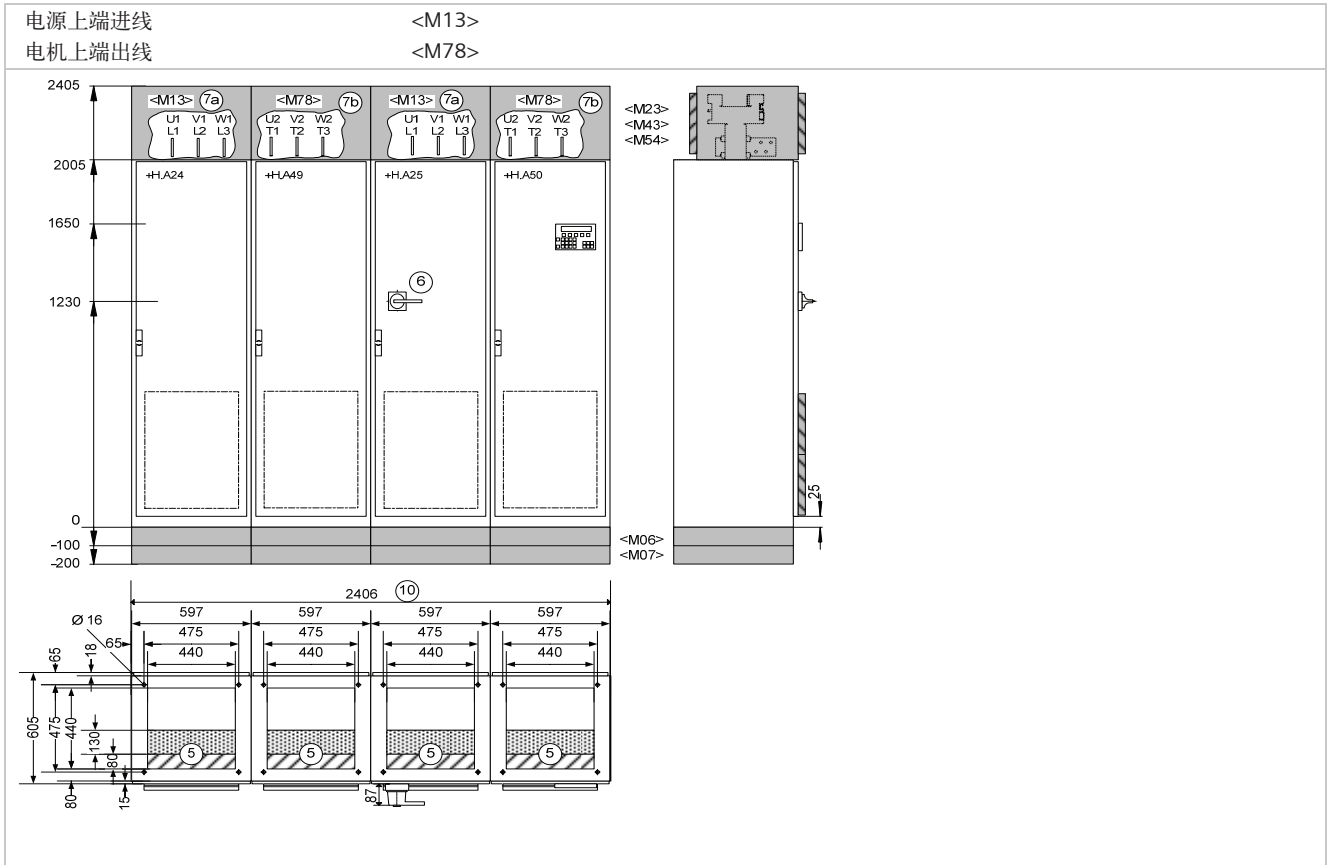 电源上端进线 <M13>
电机上端出线 <M78>
2405
<M13> 7a <M78> 7b <M13> 7a <M78> 7b
U1 V1 W1 U2 V2 W2 U1 V1 W1 U2 V2 W2
L1 L2 L3 T1 T2 T3 L1 L2 L3 T1 T2 T3
<M23>
<M43>
<M54>
2005
+H.A24 +H.A49 +H.A25 +H.A50
1650
6
1230
25
0
-100 <M06>
-200 <M07>
2406 10
597 597 597 597
Ø 16
475 475 475 475
65
440 440 440 440
65
18
605
475
440
130
80
5 5 5 5
80
15
87